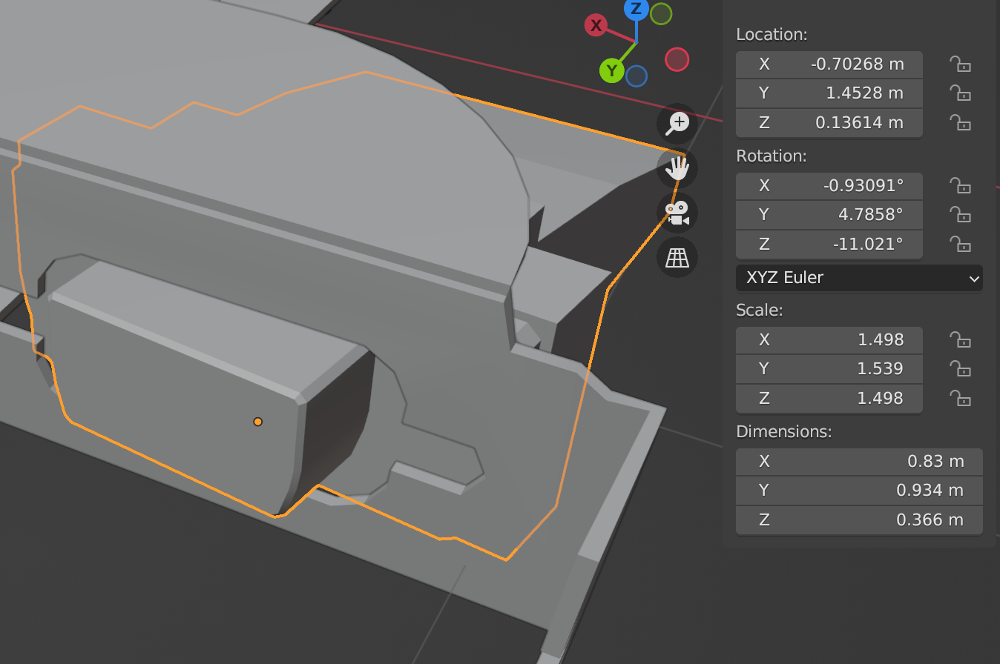 Z
X
Y
Location:
X -0.70268 m
Y 1.4528 m
Z 0.13614 m
Rotation:
X -0.93091°
Y 4.7858°
Z -11.021°
XYZ Euler
Scale:
X 1.498
Y 1.539
Z 1.498
Dimensions:
X 0.83 m
Y 0.934 m
Z 0.366 m